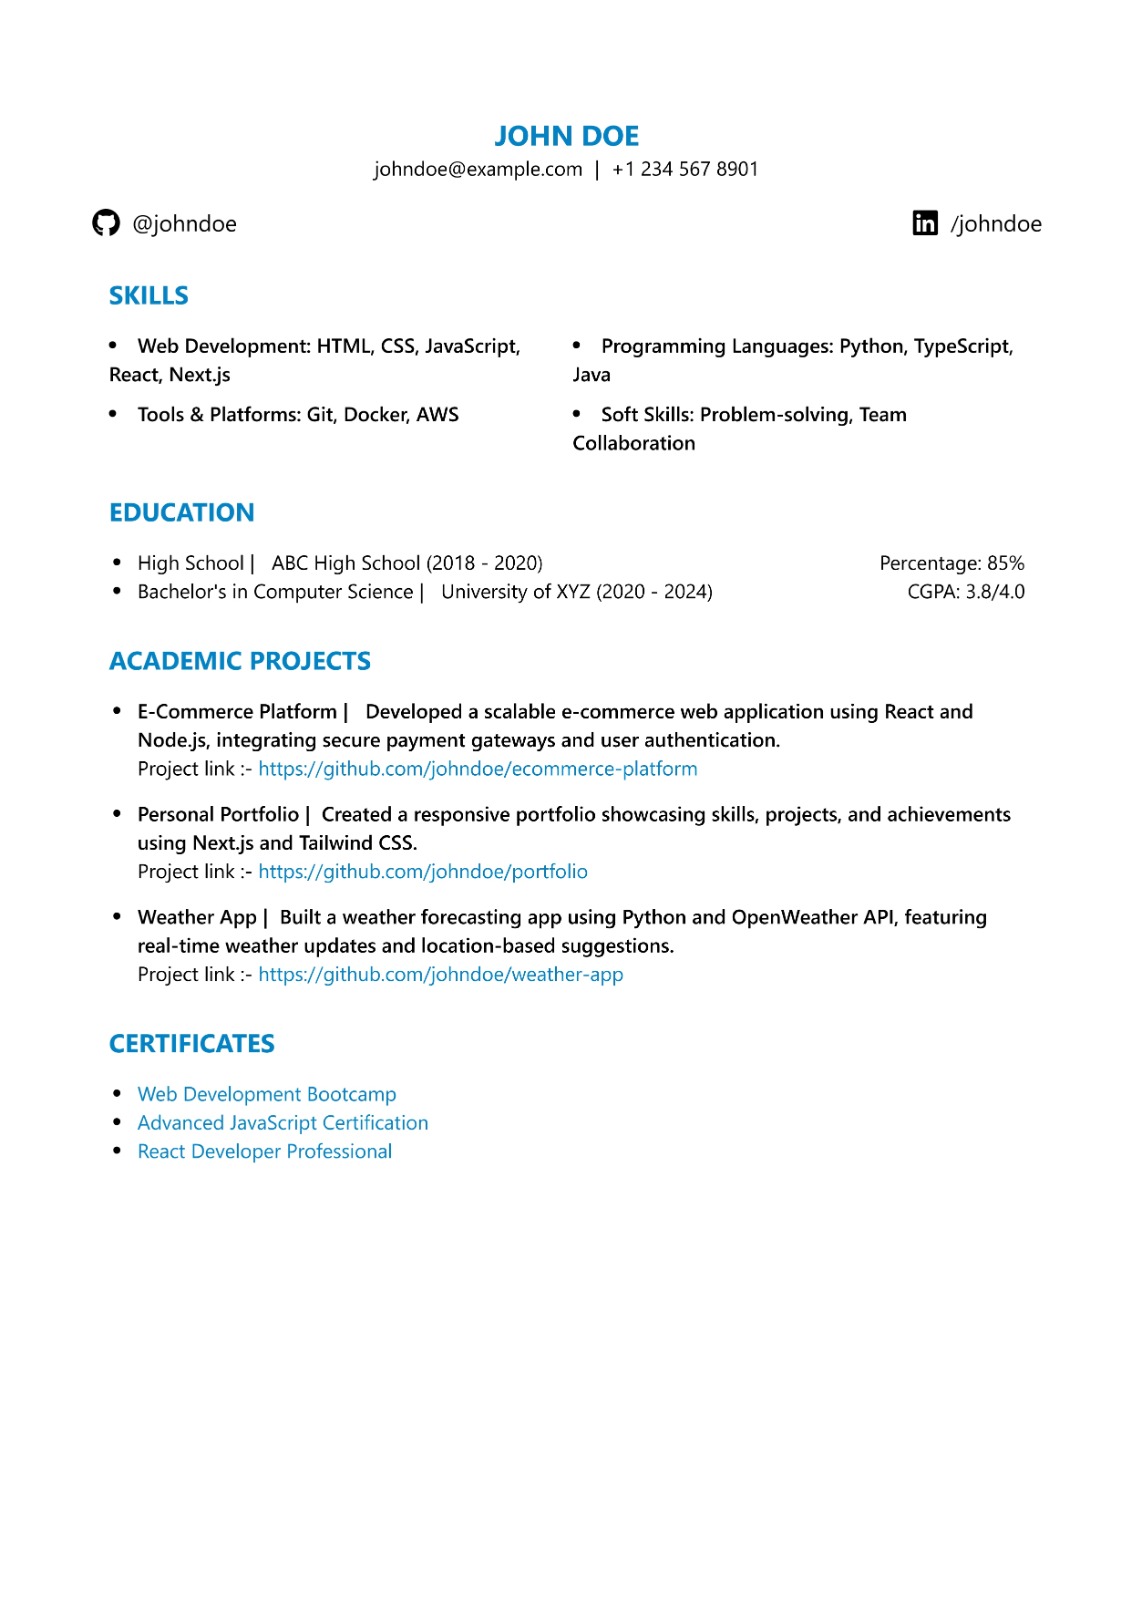 JOHN DOE
johndoe@example.com | +1 234 567 8901
@johndoe
/johndoe
SKILLS
• Web Development: HTML, CSS, JavaScript,
React, Next.js
• Programming Languages: Python, TypeScript,
Java
• Tools & Platforms: Git, Docker, AWS
• Soft Skills: Problem-solving, Team
Collaboration
EDUCATION
• High School | ABC High School (2018 - 2020) Percentage: 85%
• Bachelor's in Computer Science | University of XYZ (2020 - 2024) CGPA: 3.8/4.0
ACADEMIC PROJECTS
• E-Commerce Platform | Developed a scalable e-commerce web application using React and
Node.js, integrating secure payment gateways and user authentication.
Project link :- https://github.com/johndoe/ecommerce-platform
• Personal Portfolio | Created a responsive portfolio showcasing skills, projects, and achievements
using Next.js and Tailwind CSS.
Project link :- https://github.com/johndoe/portfolio
• Weather App | Built a weather forecasting app using Python and OpenWeather API, featuring
real-time weather updates and location-based suggestions.
Project link :- https://github.com/johndoe/weather-app
CERTIFICATES
• Web Development Bootcamp
• Advanced JavaScript Certification
• React Developer Professional